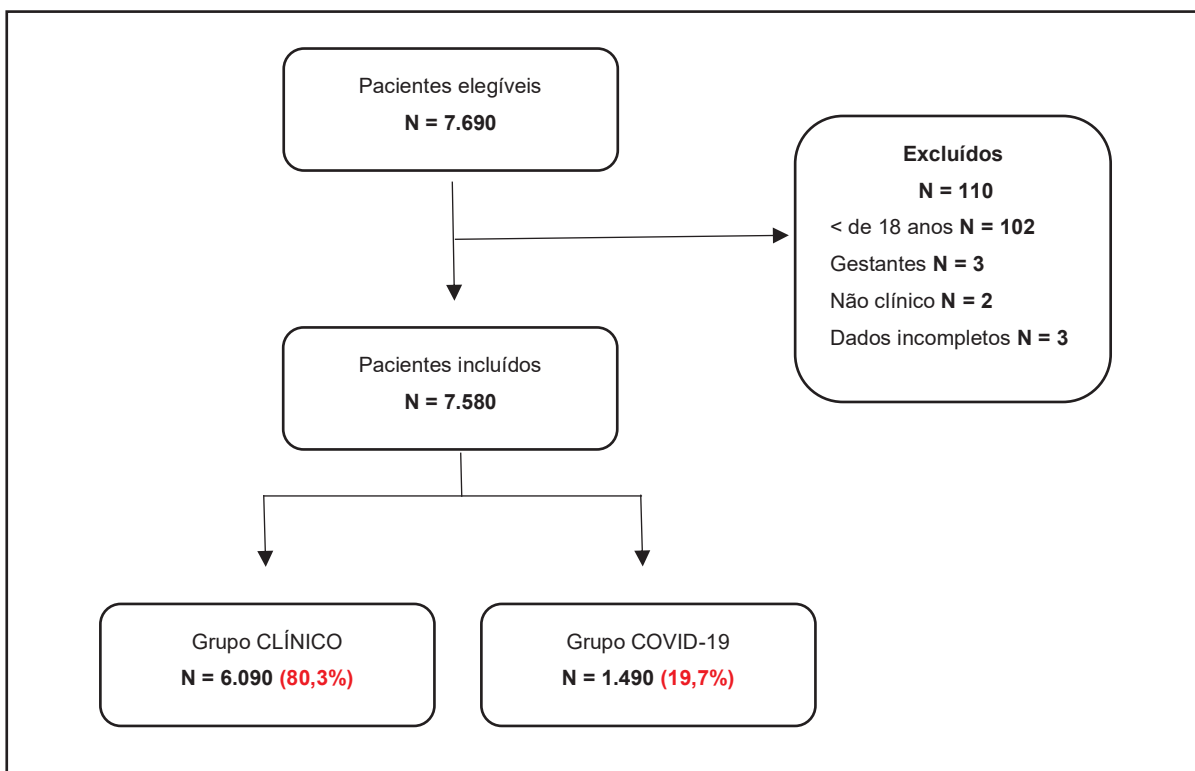 Pacientes elegíveis
N = 7.690
Excluídos
N = 110
< de 18 anos N = 102
Gestantes N = 3
Não clínico N = 2
Dados incompletos N = 3
Pacientes incluídos
N = 7.580
Grupo CLÍNICO
N = 6.090 (80,3%)
Grupo COVID-19
N = 1.490 (19,7%)